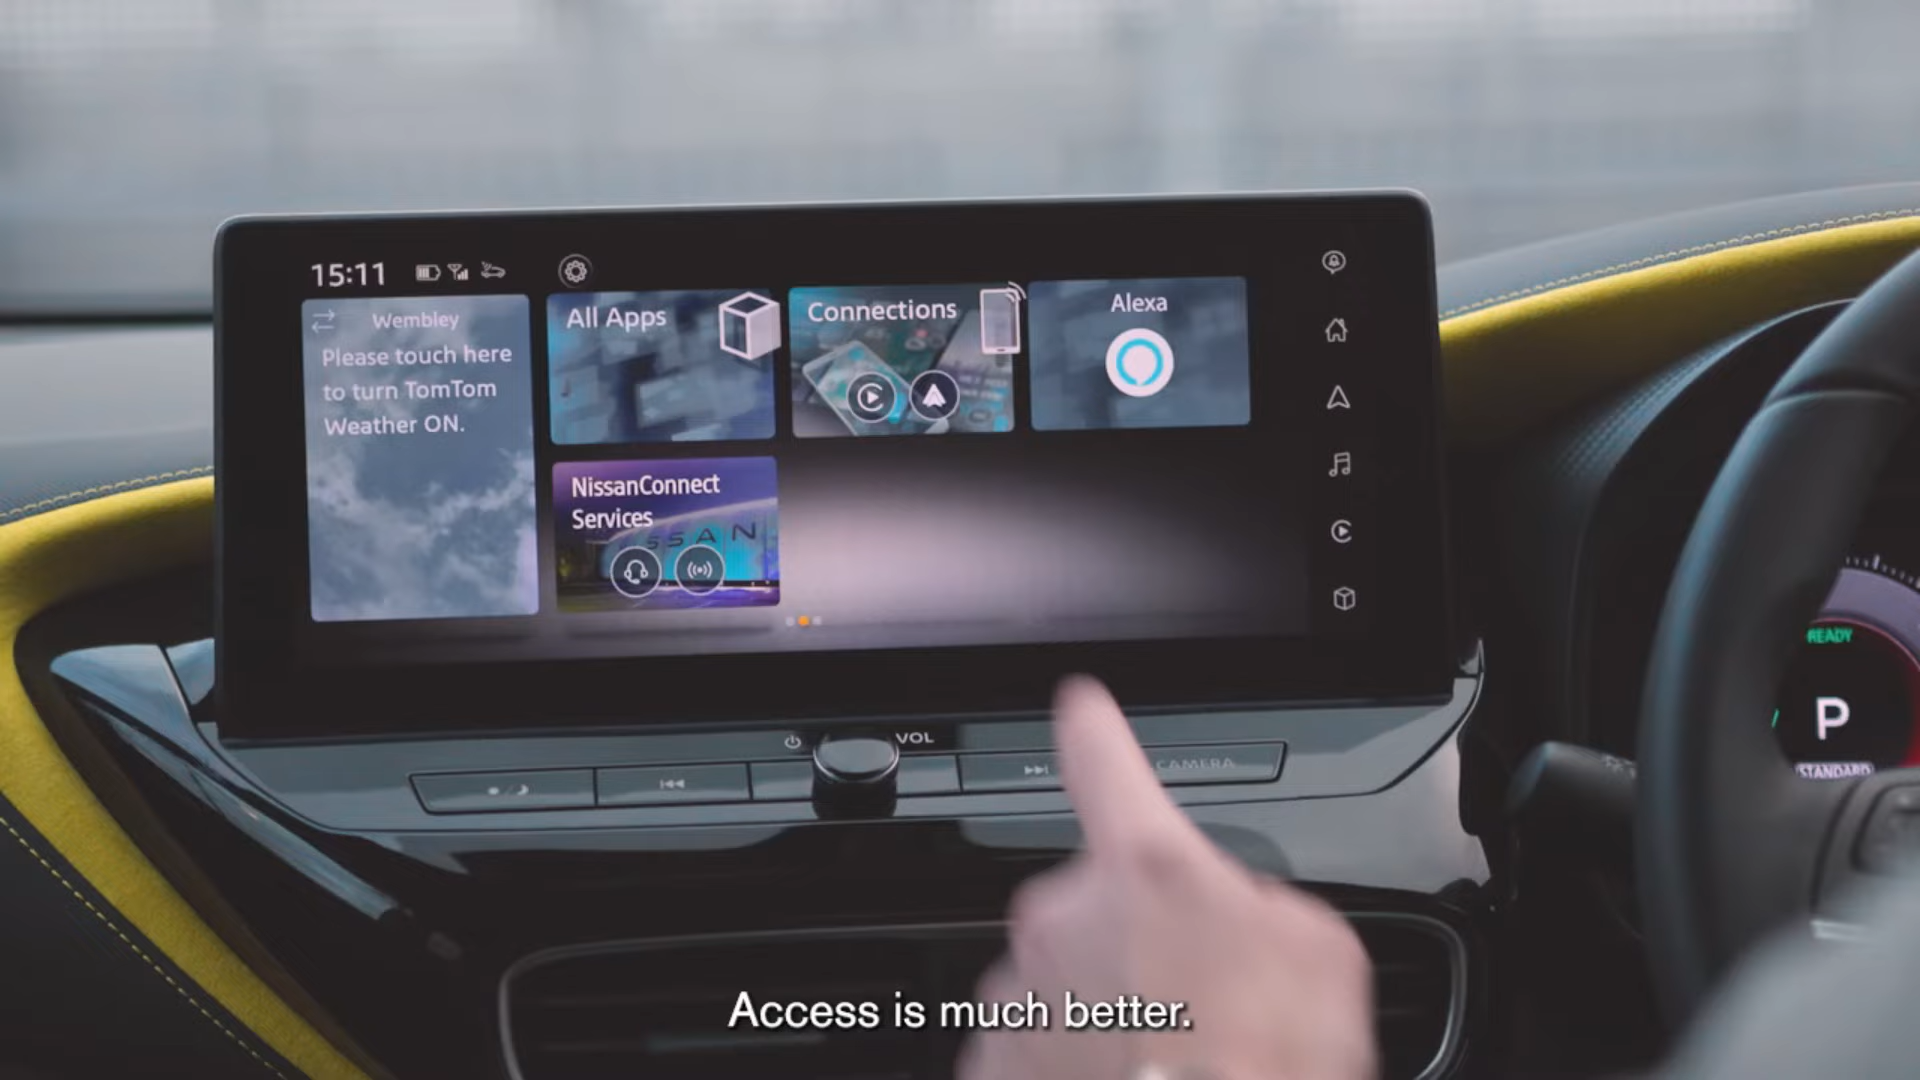 15:11
Wembley
Please touch here
to turn TomTom
Weather ON.
All Apps
Connections
Alexa
NissanConnect
Services
SSAN
VOL
CAMERA
READY
P
STANDARD
Access is much better.